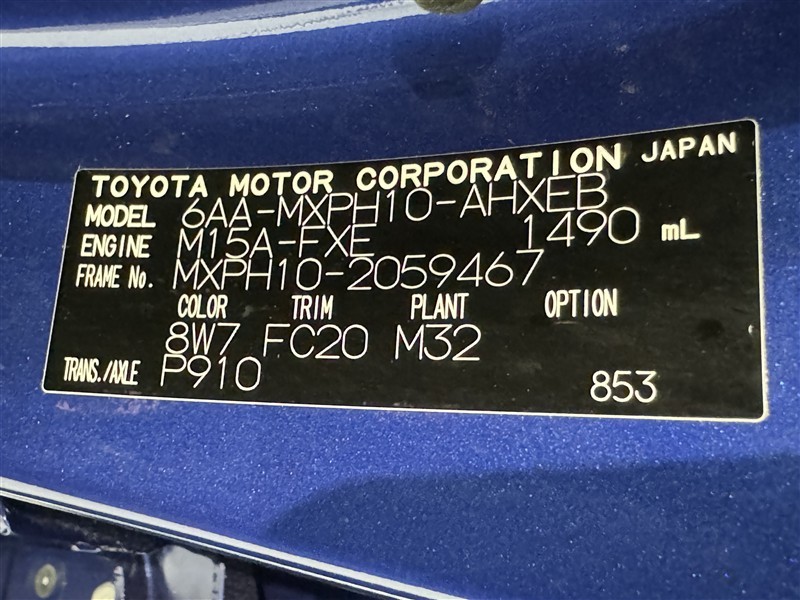 TOYOTA MOTOR CORPORATION JAPAN
MODEL 6AA-MXPH10-AHXEB
ENGINE M15A-FXE 1490 mL
FRAME No. MXPH10-2059467
COLOR TRIM PLANT OPTION
8W7 FC20 M32
TRANS./AXLE P910 853